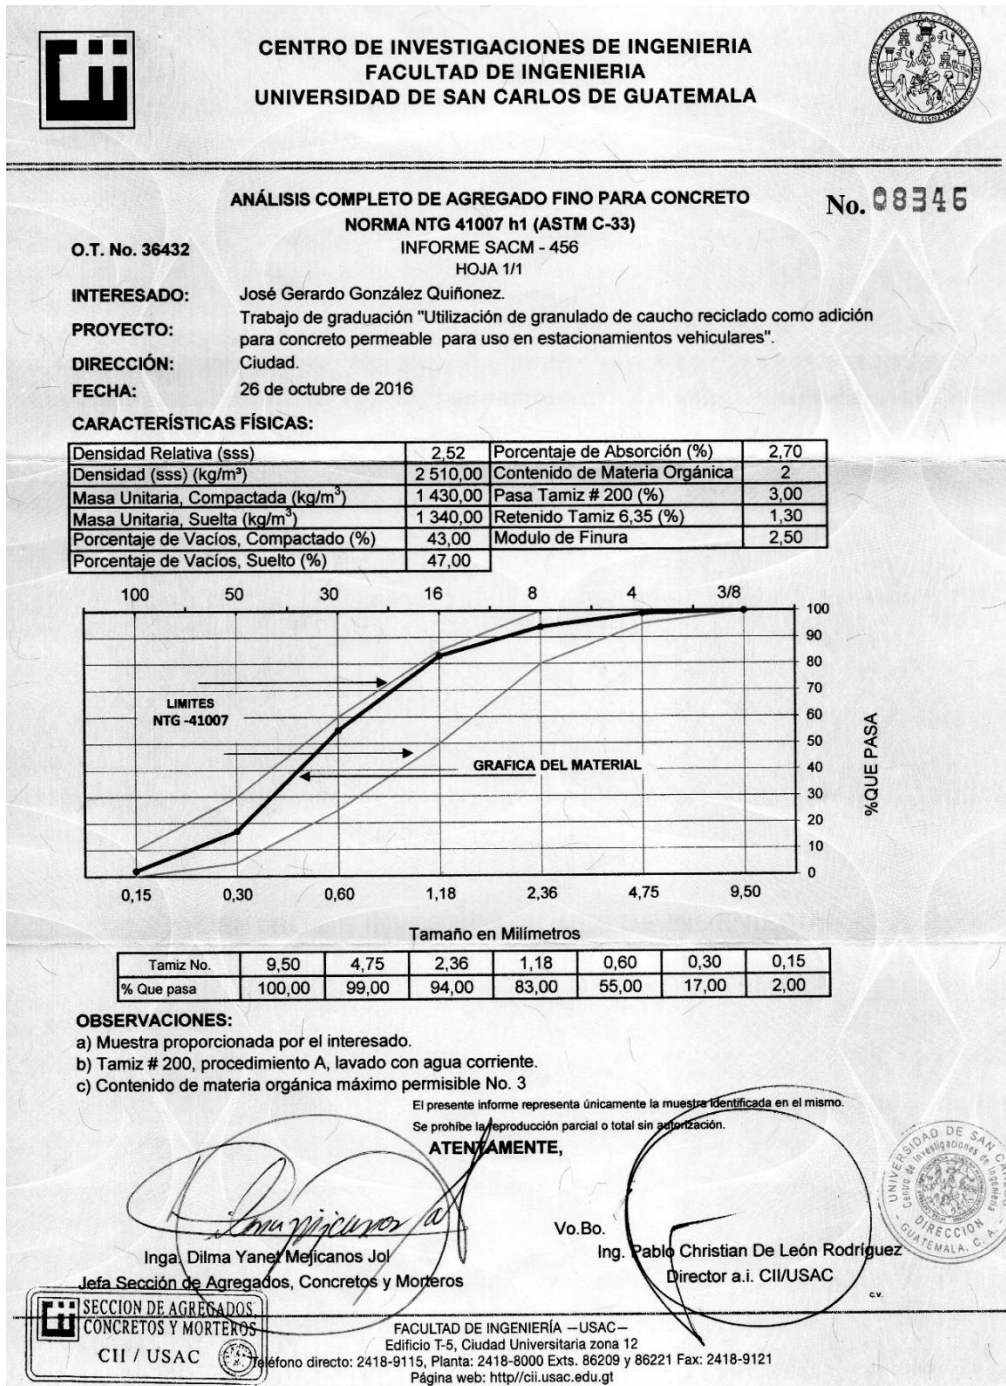 CENTRO DE INVESTIGACIONES DE INGENIERIA
FACULTAD DE INGENIERIA
UNIVERSIDAD DE SAN CARLOS DE GUATEMALA
ANÁLISIS COMPLETO DE AGREGADO FINO PARA CONCRETO
No. 08346
NORMA NTG 41007 h1 (ASTM C-33)
O.T. No. 36432 INFORME SACM - 456
HOJA 1/1
INTERESADO: José Gerardo González Quiñonez.
PROYECTO: Trabajo de graduación "Utilización de granulado de caucho reciclado como adición
para concreto permeable para uso en estacionamientos vehiculares".
DIRECCIÓN: Ciudad.
FECHA: 26 de octubre de 2016
CARACTERÍSTICAS FÍSICAS:
Densidad Relativa (sss) 2,52 Porcentaje de Absorción (%) 2,70
Densidad (sss) (kg/m³) 2 510,00 Contenido de Materia Orgánica 2
Masa Unitaria, Compactada (kg/m³) 1 430,00 Pasa Tamiz # 200 (%) 3,00
Masa Unitaria, Suelta (kg/m³) 1 340,00 Retenido Tamiz 6,35 (%) 1,30
Porcentaje de Vacíos, Compactado (%) 43,00 Modulo de Finura 2,50
Porcentaje de Vacíos, Suelto (%) 47,00
100 50 30 16 8 4 3/8
100
90
80
70
60
50
40
30
20
10
0
%QUE PASA
LIMITES
NTG -41007
GRAFICA DEL MATERIAL
0,15 0,30 0,60 1,18 2,36 4,75 9,50
Tamaño en Milímetros
Tamiz No. 9,50 4,75 2,36 1,18 0,60 0,30 0,15
% Que pasa 100,00 99,00 94,00 83,00 55,00 17,00 2,00
OBSERVACIONES:
a) Muestra proporcionada por el interesado.
b) Tamiz # 200, procedimiento A, lavado con agua corriente.
c) Contenido de materia orgánica máximo permisible No. 3
El presente informe representa únicamente la muestra identificada en el mismo.
Se prohíbe la reproducción parcial o total sin autorización.
ATENTAMENTE,
Vo.Bo.
Inga. Dilma Yanet Mejicanos Jol
Jefa Sección de Agregados, Concretos y Morteros
Ing. Pablo Christian De León Rodríguez
Director a.i. CII/USAC
c.v.
SECCION DE AGREGADOS
CONCRETOS Y MORTEROS
CII / USAC
FACULTAD DE INGENIERÍA —USAC—
Edificio T-5, Ciudad Universitaria zona 12
Teléfono directo: 2418-9115, Planta: 2418-8000 Exts. 86209 y 86221 Fax: 2418-9121
Página web: http//cii.usac.edu.gt